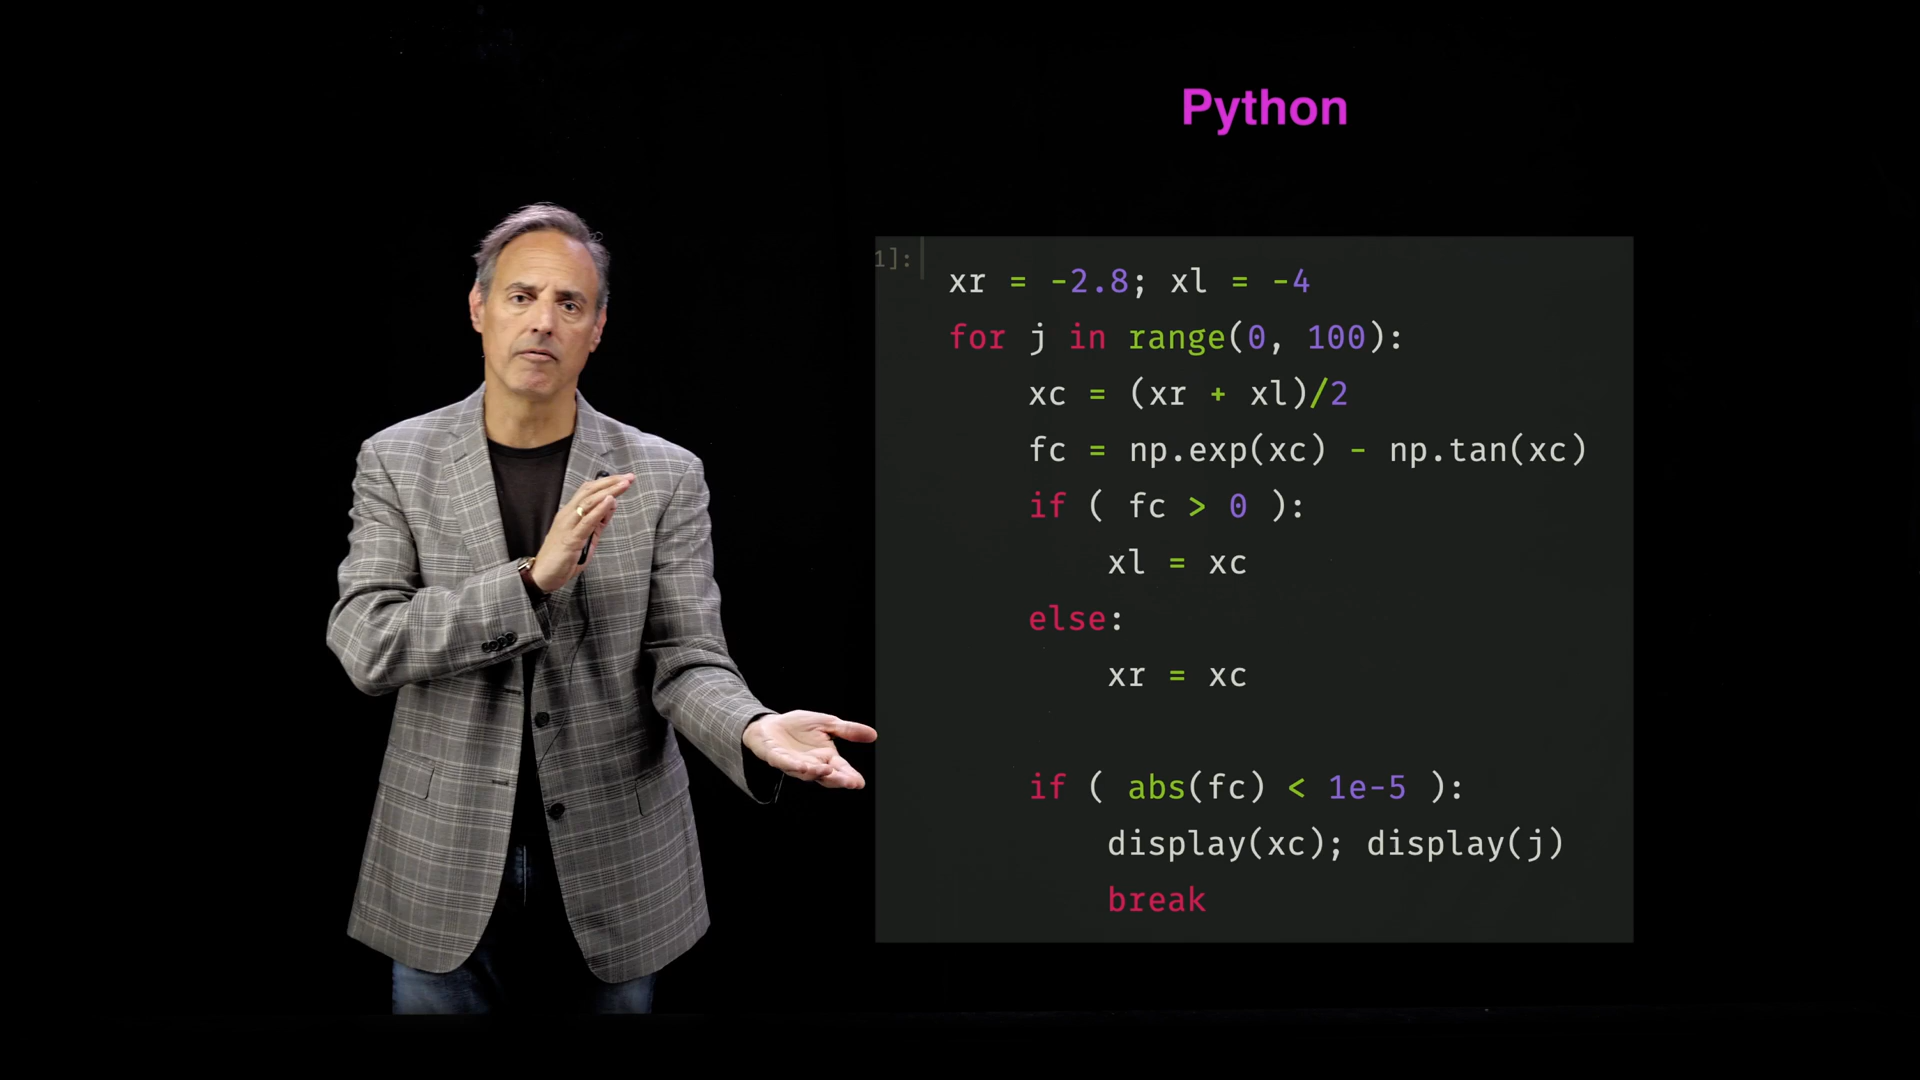 Python
1]:
xr = -2.8; xl = -4
for j in range(0, 100):
    xc = (xr + xl)/2
    fc = np.exp(xc) - np.tan(xc)
    if ( fc > 0 ):
        xl = xc
    else:
        xr = xc
    if ( abs(fc) < 1e-5 ):
        display(xc); display(j)
        break